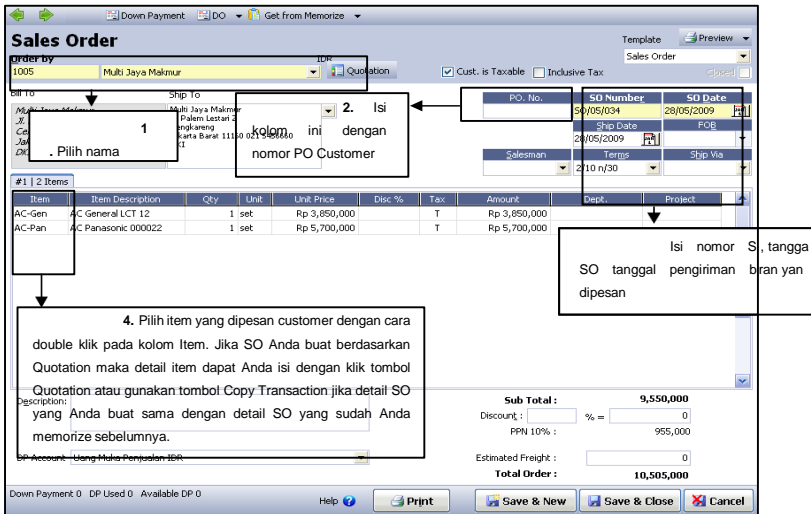 Down Payment DO Get from Memorize
Sales Order
Template Preview
Sales Order
Order by
IDR
1005 Multi Jaya Makmur Quotation Cust. is Taxable Inclusive Tax Closed
Bill To Ship To
Multi Jaya Makmur
Palem Lestari
Jakarta Barat
1
. Pilih nama
2. Isi
kolom ini dengan
nomor PO Customer
PO. No. SO Number SO Date
SO/05/034 28/05/2009
Ship Date FOB
28/05/2009
Salesman Terms Ship Via
2/10 n/30
#1 | 2 Items
Item Item Description Qty Unit Unit Price Disc % Tax Amount Dept. Project
AC-Gen AC General LCT 12 1 set Rp 3,850,000 T Rp 3,850,000
AC-Pan AC Panasonic 000022 1 set Rp 5,700,000 T Rp 5,700,000
Isi nomor S , tangga
SO tanggal pengiriman b ran yan
dipesan
4. Pilih item yang dipesan customer dengan cara
double klik pada kolom Item. Jika SO Anda buat berdasarkan
Quotation maka detail item dapat Anda isi dengan klik tombol
Quotation atau gunakan tombol Copy Transaction jika detail SO
yang Anda buat sama dengan detail SO yang sudah Anda
memorize sebelumnya.
Description:
Sub Total : 9,550,000
Discount : % = 0
PPN 10% : 955,000
DP Account Uang Muka Penjualan IDR
Estimated Freight : 0
Total Order : 10,505,000
Down Payment 0 DP Used 0 Available DP 0
Help Print Save & New Save & Close Cancel